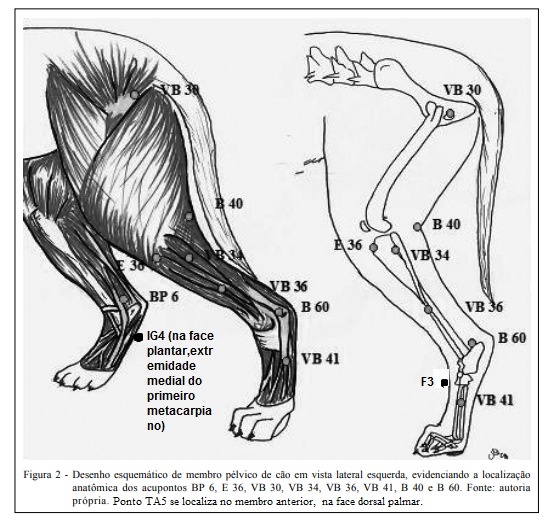 VB 30
B 40
VB 34
E 36
VB 36
BP 6
B 60
IG4 (na face
plantar,extr
emidade
medial do
primeiro
metacarpia
no)
VB 41
VB 30
B 40
E 36
VB 34
VB 36
B 60
F3
VB 41
Figura 2 - Desenho esquemático de membro pélvico de cão em vista lateral esquerda, evidenciando a localização
anatômica dos acupontos BP 6, E 36, VB 30, VB 34, VB 36, VB 41, B 40 e B 60. Fonte: autoria
própria. Ponto TA5 se localiza no membro anterior, na face dorsal palmar.